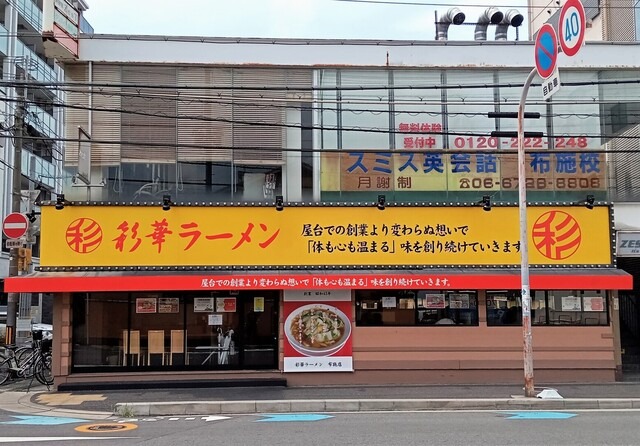 40
自動車
無料体験
受付中
0120-222-248
スミス英会話 布施校
月謝制
☎06-6728-8808
彩
彩華ラーメン
屋台での創業より変わらぬ想いで
「体も心も温まる」味を創り続けていきます
彩
屋台での創業より変わらぬ想いで「体も心も温まる」味を創り続けていきます。
彩華ラーメン 布施店